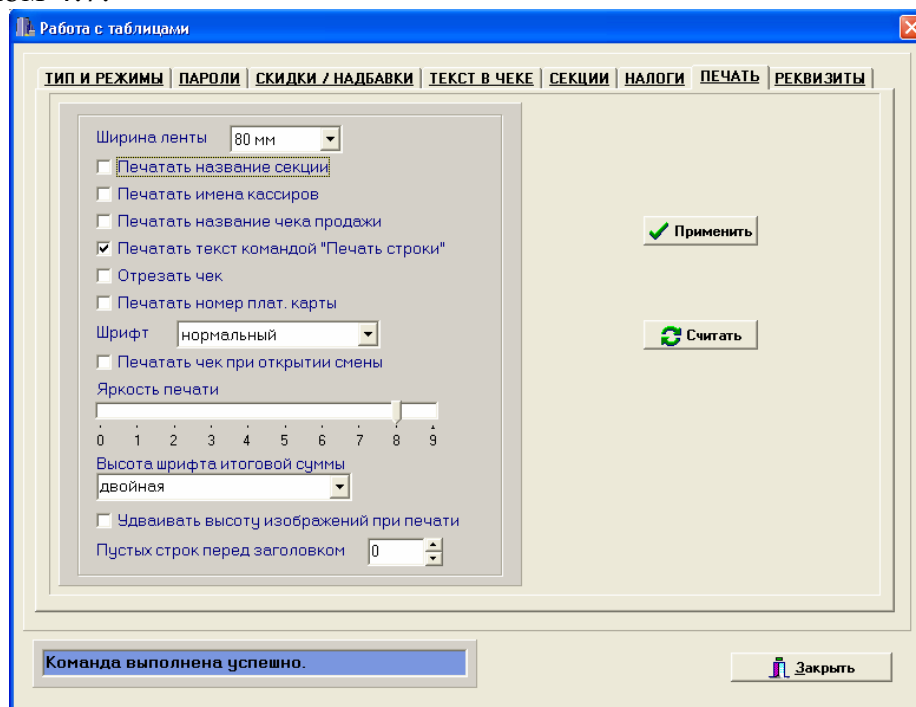 Работа с таблицами
ТИП И РЕЖИМЫ ПАРОЛИ СКИДКИ / НАДБАВКИ ТЕКСТ В ЧЕКЕ СЕКЦИИ НАЛОГИ ПЕЧАТЬ РЕКВИЗИТЫ
Ширина ленты 80 мм
Печатать название секции
Печатать имена кассиров
Печатать название чека продажи
Применить
Печатать текст командой "Печать строки"
Отрезать чек
Печатать номер плат. карты
Шрифт нормальный
Считать
Печатать чек при открытии смены
Яркость печати
0 1 2 3 4 5 6 7 8 9
Высота шрифта итоговой суммы
двойная
Удваивать высоту изображений при печати
Пустых строк перед заголовком 0
Команда выполнена успешно.
Закрыть